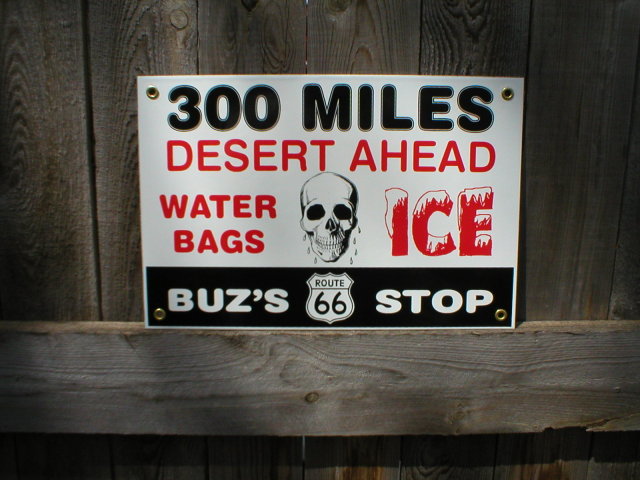 300 MILES
DESERT AHEAD
WATER BAGS
ICE
BUZ'S ROUTE 66 STOP